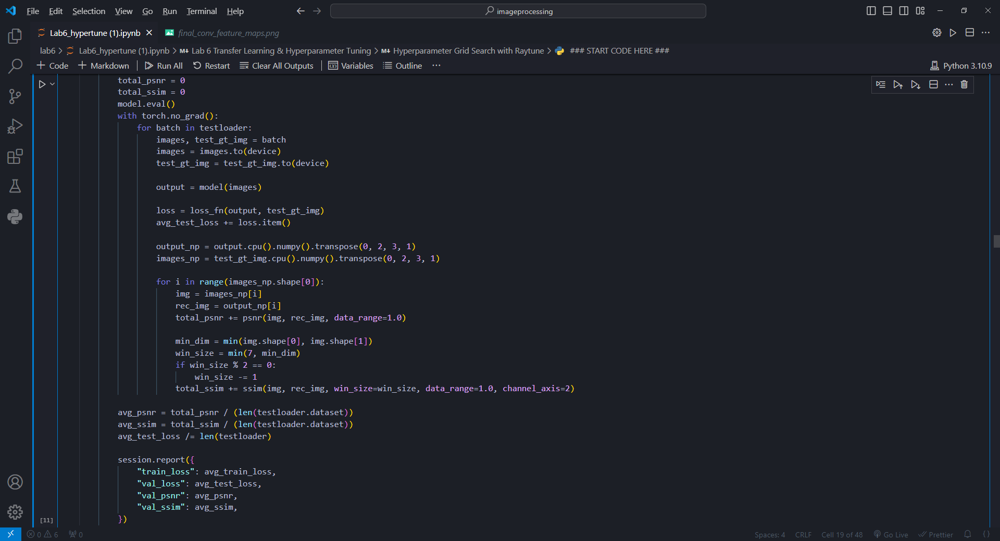 File Edit Selection View Go Run Terminal Help
imageprocessing
Lab6_hypertune (1).ipynb
final_conv_feature_maps.png
lab6 > Lab6_hypertune (1).ipynb > M↓ Lab 6 Transfer Learning & Hyperparameter Tuning > M↓ Hyperparameter Grid Search with Raytune > ### START CODE HERE ###
+ Code + Markdown Run All Restart Clear All Outputs Variables Outline ... Python 3.10.9
total_psnr = 0
total_ssim = 0
model.eval()
with torch.no_grad():
for batch in testloader:
images, test_gt_img = batch
images = images.to(device)
test_gt_img = test_gt_img.to(device)
output = model(images)
loss = loss_fn(output, test_gt_img)
avg_test_loss += loss.item()
output_np = output.cpu().numpy().transpose(0, 2, 3, 1)
images_np = test_gt_img.cpu().numpy().transpose(0, 2, 3, 1)
for i in range(images_np.shape[0]):
img = images_np[i]
rec_img = output_np[i]
total_psnr += psnr(img, rec_img, data_range=1.0)
min_dim = min(img.shape[0], img.shape[1])
win_size = min(7, min_dim)
if win_size % 2 == 0:
win_size -= 1
total_ssim += ssim(img, rec_img, win_size=win_size, data_range=1.0, channel_axis=2)
avg_psnr = total_psnr / (len(testloader.dataset))
avg_ssim = total_ssim / (len(testloader.dataset))
avg_test_loss /= len(testloader)
session.report({
"train_loss": avg_train_loss,
"val_loss": avg_test_loss,
"val_psnr": avg_psnr,
"val_ssim": avg_ssim,
})
[11]
0 6 0 Spaces: 4 CRLF Cell 19 of 48 Go Live Prettier { }